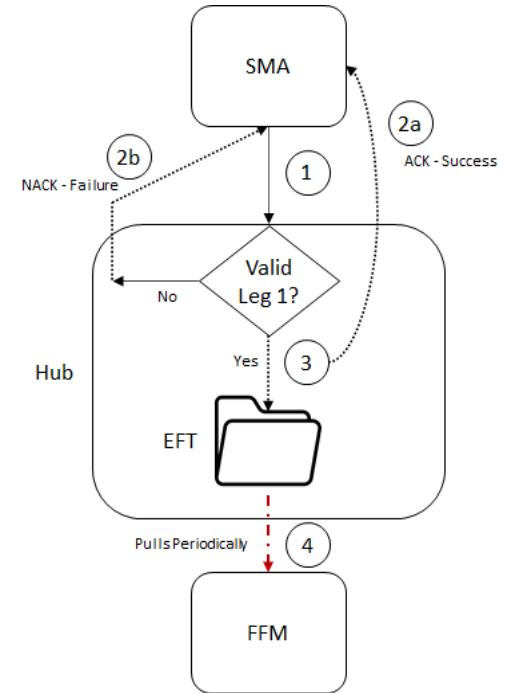 SMA
2a
2b
ACK - Success
NACK - Failure
1
Valid
Leg 1?
No
Yes
3
Hub
EFT
Pulls Periodically
4
FFM